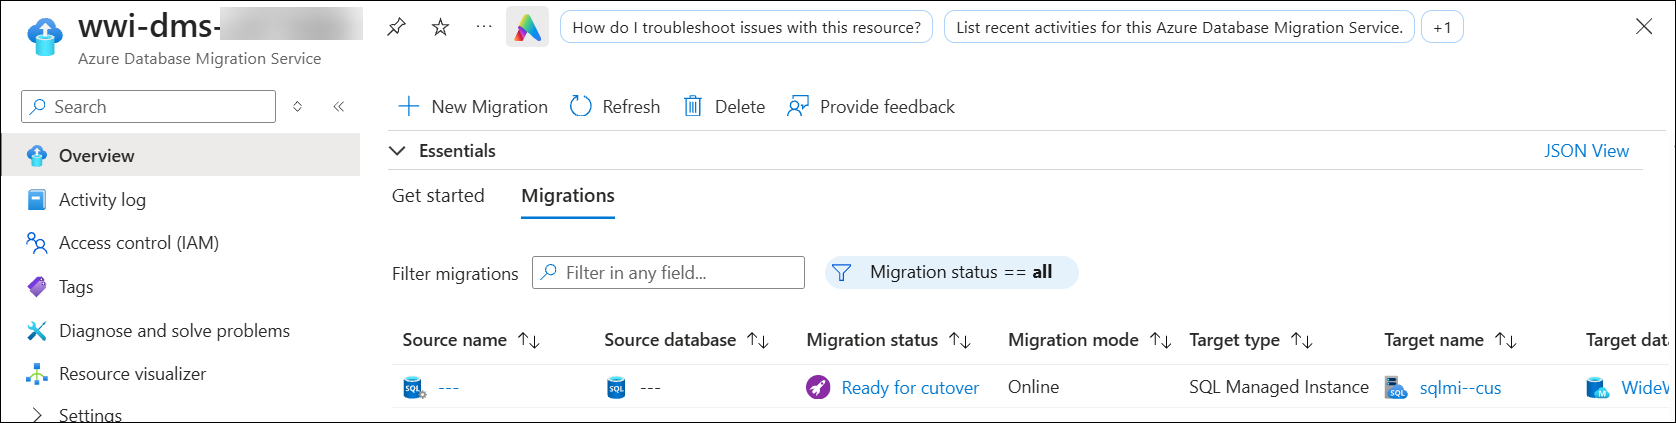 wwi-dms-
How do I troubleshoot issues with this resource?
List recent activities for this Azure Database Migration Service.
+1
Azure Database Migration Service
Search
New Migration
Refresh
Delete
Provide feedback
Overview
Essentials
JSON View
Activity log
Get started
Migrations
Access control (IAM)
Filter migrations
Filter in any field...
Migration status == all
Tags
Diagnose and solve problems
Source name
Source database
Migration status
Migration mode
Target type
Target name
Target dat
Resource visualizer
---
---
Ready for cutover
Online
SQL Managed Instance
sqlmi--cus
WideW
Settings